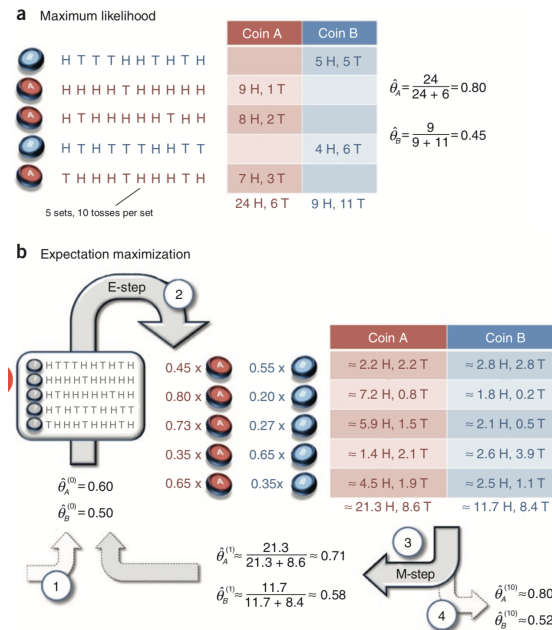 a Maximum likelihood
Coin A Coin B
B H T T T H H T H T H 5 H, 5 T
A H H H H T H H H H H 9 H, 1 T
A H T H H H H H T H H 8 H, 2 T
B H T H T T T H H T T 4 H, 6 T
A T H H H T H H H T H 7 H, 3 T
24 H, 6 T 9 H, 11 T
5 sets, 10 tosses per set
θ̂A = 24 / (24 + 6) = 0.80
θ̂B = 9 / (9 + 11) = 0.45
b Expectation maximization
E-step 2
H T T T H H T H T H
H H H H T H H H H H
H T H H H H H T H H
H T H T T T H H T T
T H H H T H H H T H
0.45 x A 0.55 x B
0.80 x A 0.20 x B
0.73 x A 0.27 x B
0.35 x A 0.65 x B
0.65 x A 0.35x B
Coin A Coin B
≈ 2.2 H, 2.2 T ≈ 2.8 H, 2.8 T
≈ 7.2 H, 0.8 T ≈ 1.8 H, 0.2 T
≈ 5.9 H, 1.5 T ≈ 2.1 H, 0.5 T
≈ 1.4 H, 2.1 T ≈ 2.6 H, 3.9 T
≈ 4.5 H, 1.9 T ≈ 2.5 H, 1.1 T
≈ 21.3 H, 8.6 T ≈ 11.7 H, 8.4 T
θ̂A(0) = 0.60
θ̂B(0) = 0.50
1
θ̂A(1) ≈ 21.3 / (21.3 + 8.6) ≈ 0.71
θ̂B(1) ≈ 11.7 / (11.7 + 8.4) ≈ 0.58
3
M-step
4
θ̂A(10) ≈ 0.80
θ̂B(10) ≈ 0.52